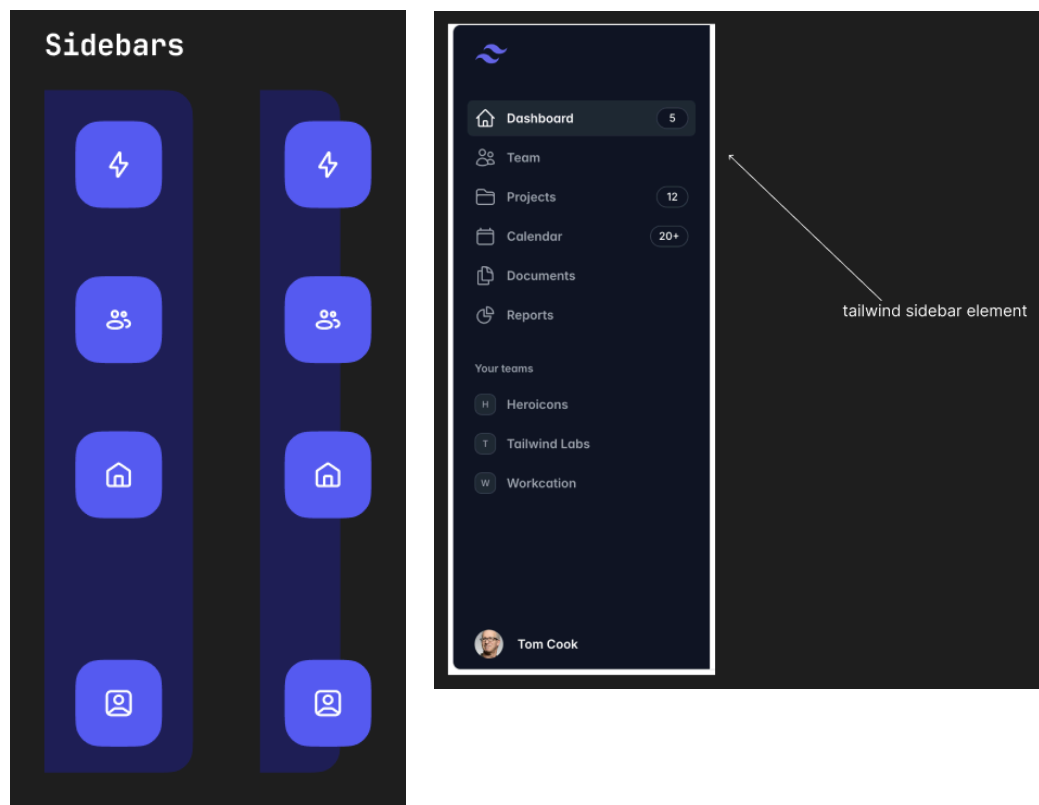 Sidebars
Dashboard 5
Team
Projects 12
Calendar 20+
Documents
Reports
Your teams
H Heroicons
T Tailwind Labs
W Workcation
Tom Cook
tailwind sidebar element